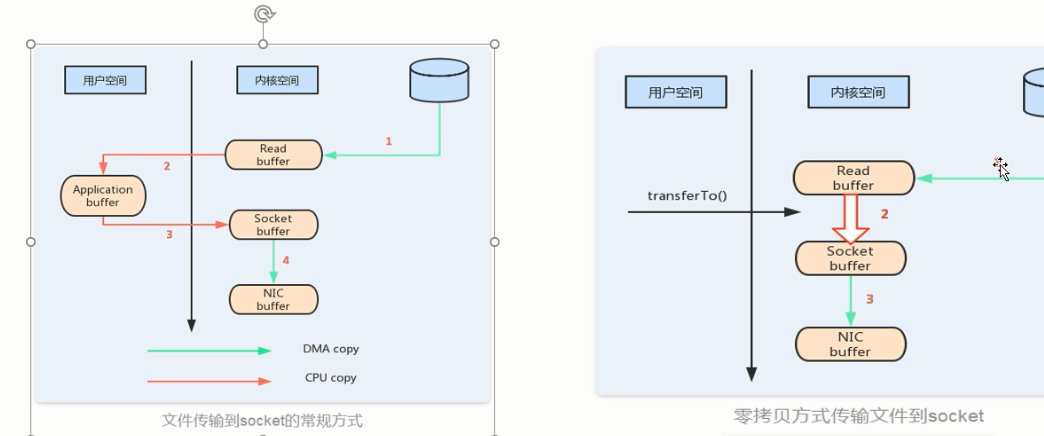 用户空间
内核空间
1
Read
buffer
2
Application
buffer
Socket
buffer
3
4
NIC
buffer
DMA copy
CPU copy
文件传输到socket的常规方式
用户空间
内核空间
Read
buffer
transferTo()
2
Socket
buffer
3
NIC
buffer
零拷贝方式传输文件到socket